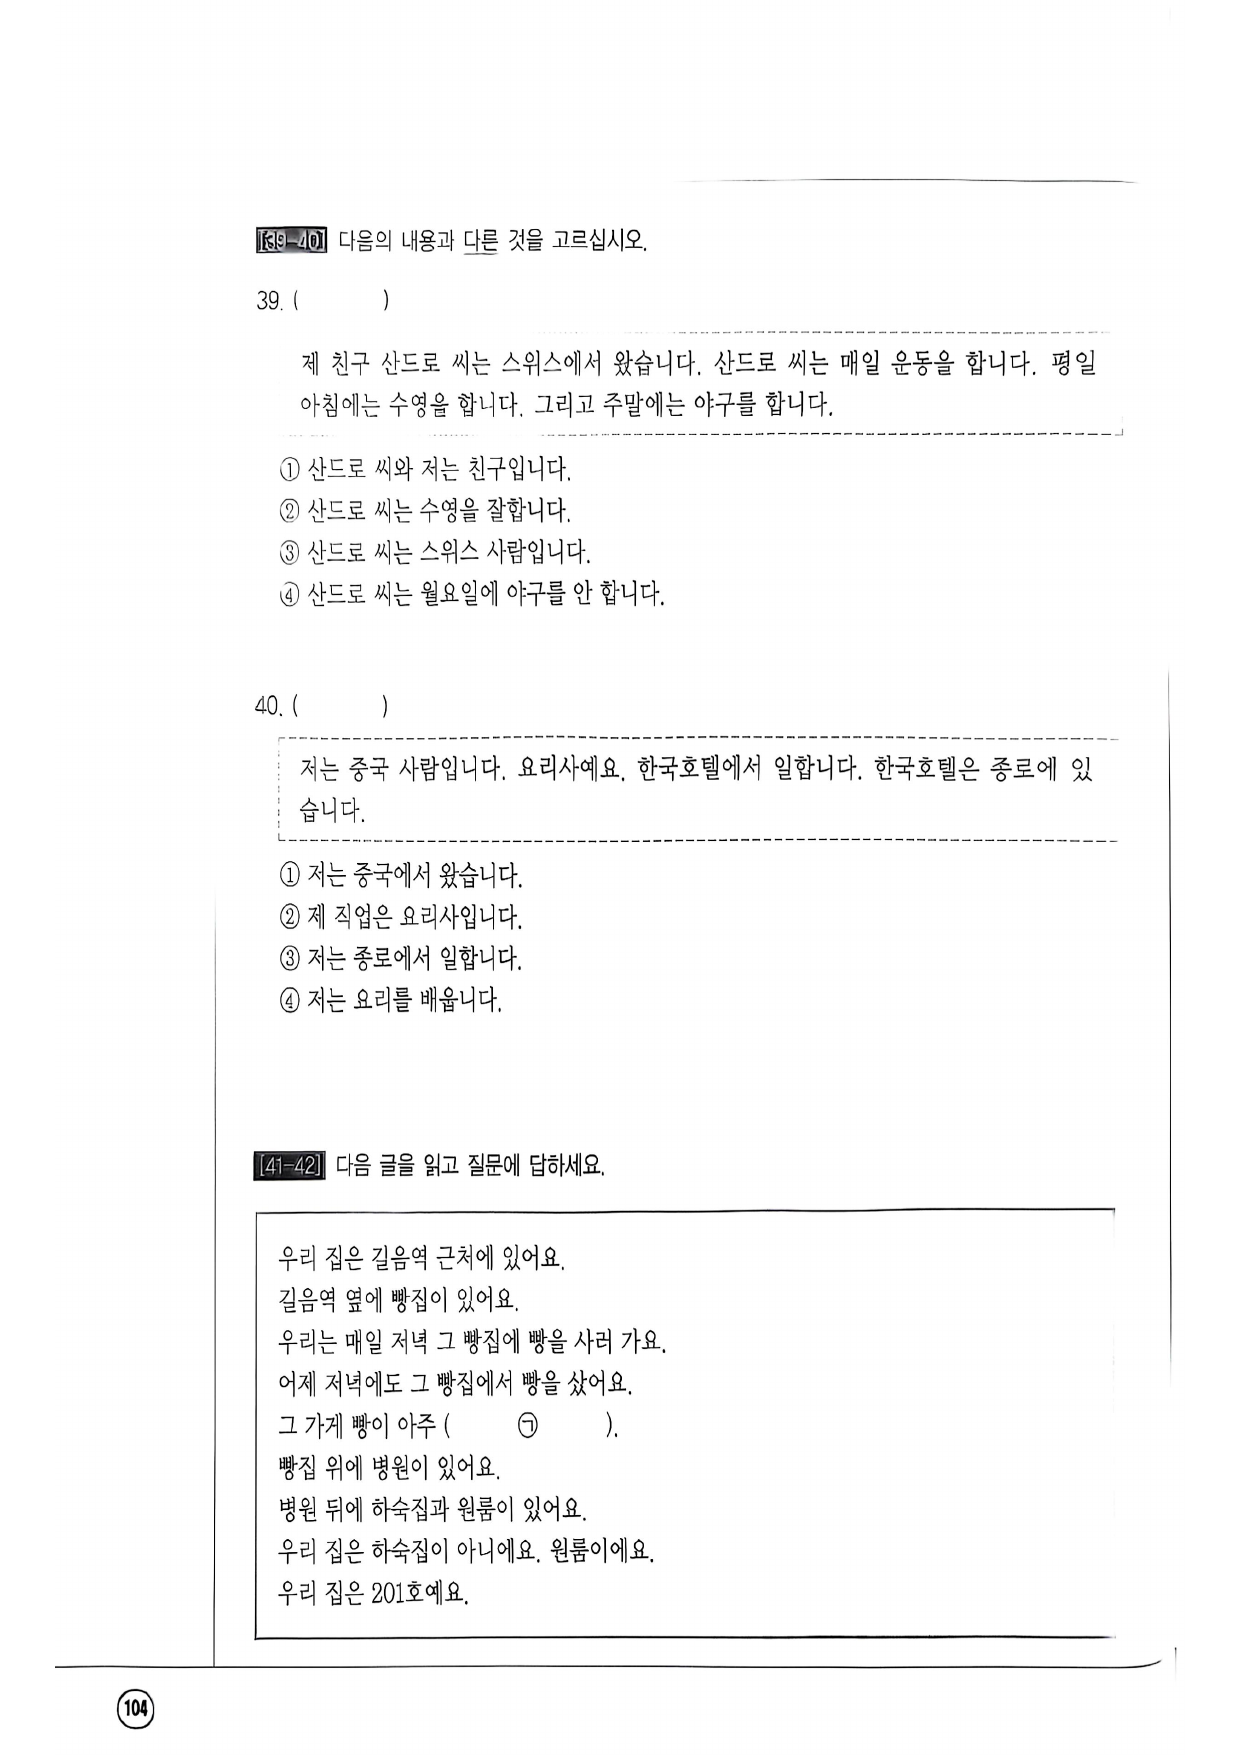 [39-40] 다음의 내용과 다른 것을 고르십시오.
39. (          )
제 친구 산드로 씨는 스위스에서 왔습니다. 산드로 씨는 매일 운동을 합니다. 평일
아침에는 수영을 합니다. 그리고 주말에는 야구를 합니다.
① 산드로 씨와 저는 친구입니다.
② 산드로 씨는 수영을 잘합니다.
③ 산드로 씨는 스위스 사람입니다.
④ 산드로 씨는 월요일에 야구를 안 합니다.
40. (          )
저는 중국 사람입니다. 요리사예요. 한국호텔에서 일합니다. 한국호텔은 종로에 있
습니다.
① 저는 중국에서 왔습니다.
② 제 직업은 요리사입니다.
③ 저는 종로에서 일합니다.
④ 저는 요리를 배웁니다.
[41-42] 다음 글을 읽고 질문에 답하세요.
우리 집은 길음역 근처에 있어요.
길음역 옆에 빵집이 있어요.
우리는 매일 저녁 그 빵집에 빵을 사러 가요.
어제 저녁에도 그 빵집에서 빵을 샀어요.
그 가게 빵이 아주 (     ㉠     ).
빵집 위에 병원이 있어요.
병원 뒤에 하숙집과 원룸이 있어요.
우리 집은 하숙집이 아니에요. 원룸이에요.
우리 집은 201호예요.
104